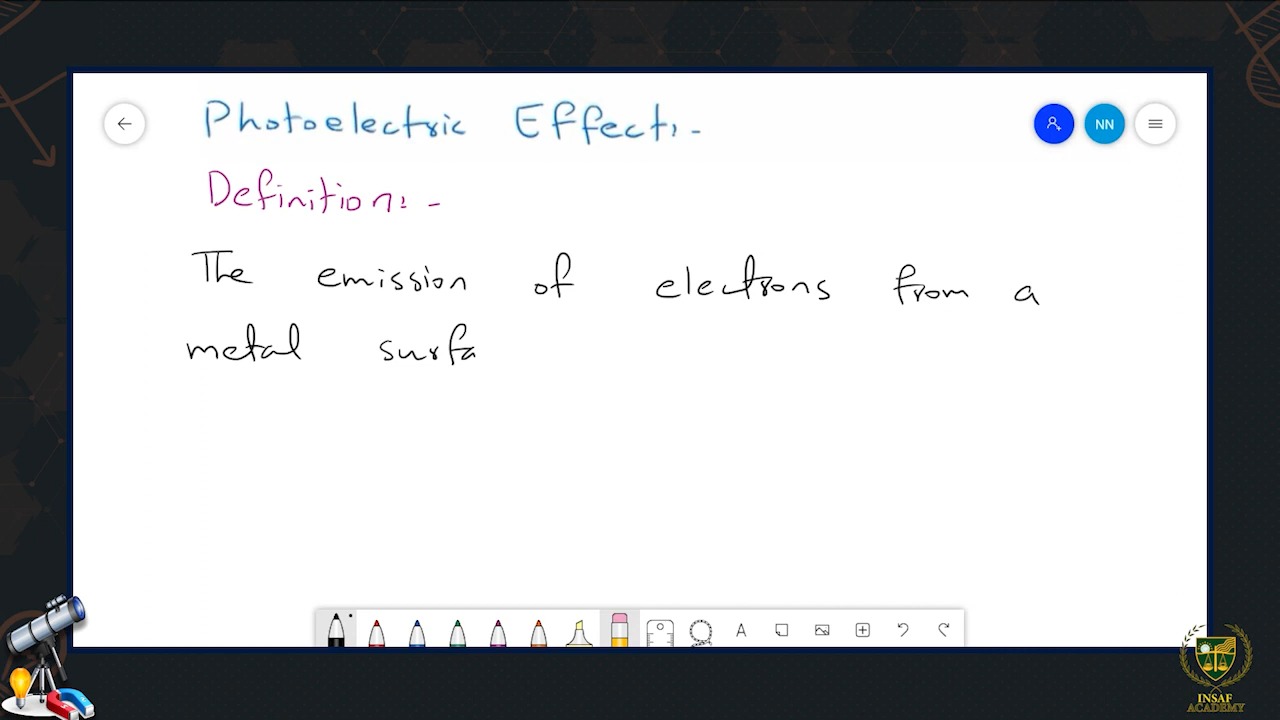 Photoelectric Effect:-
NN
Definition:-
The emission of electrons from a
metal surfa
A
INSAF
ACADEMY